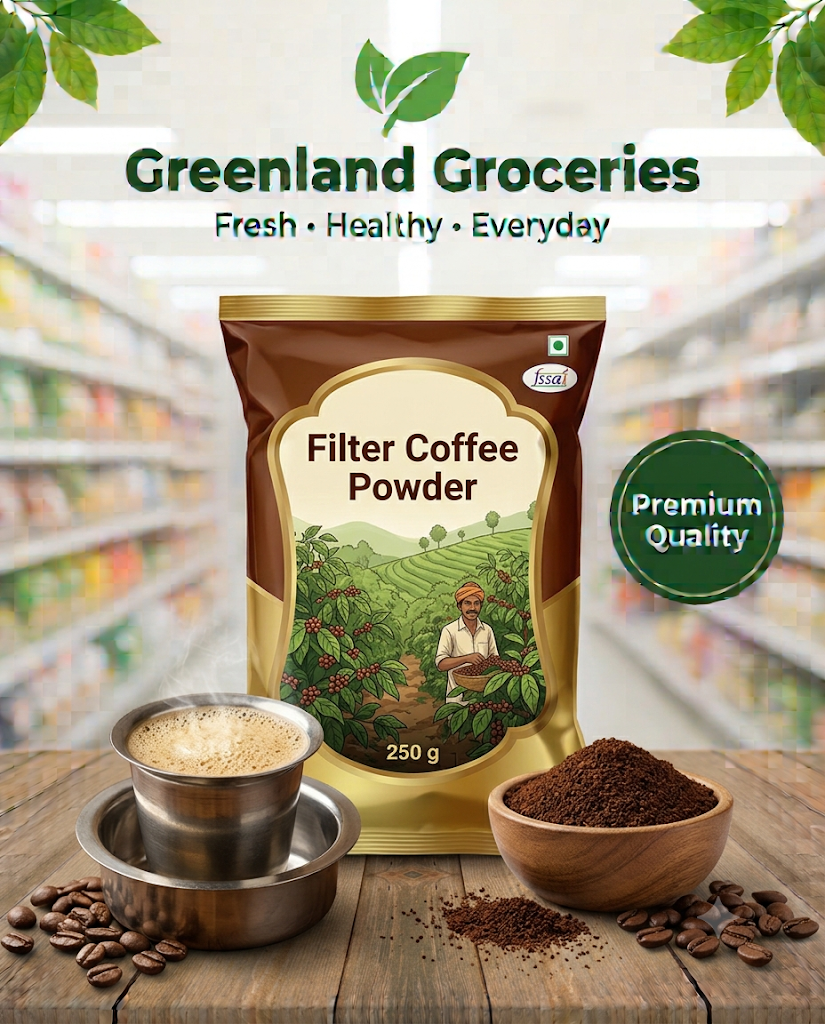 Greenland Groceries
Fresh • Healthy • Everyday
fssai
Filter Coffee
Powder
Premium
Quality
250 g